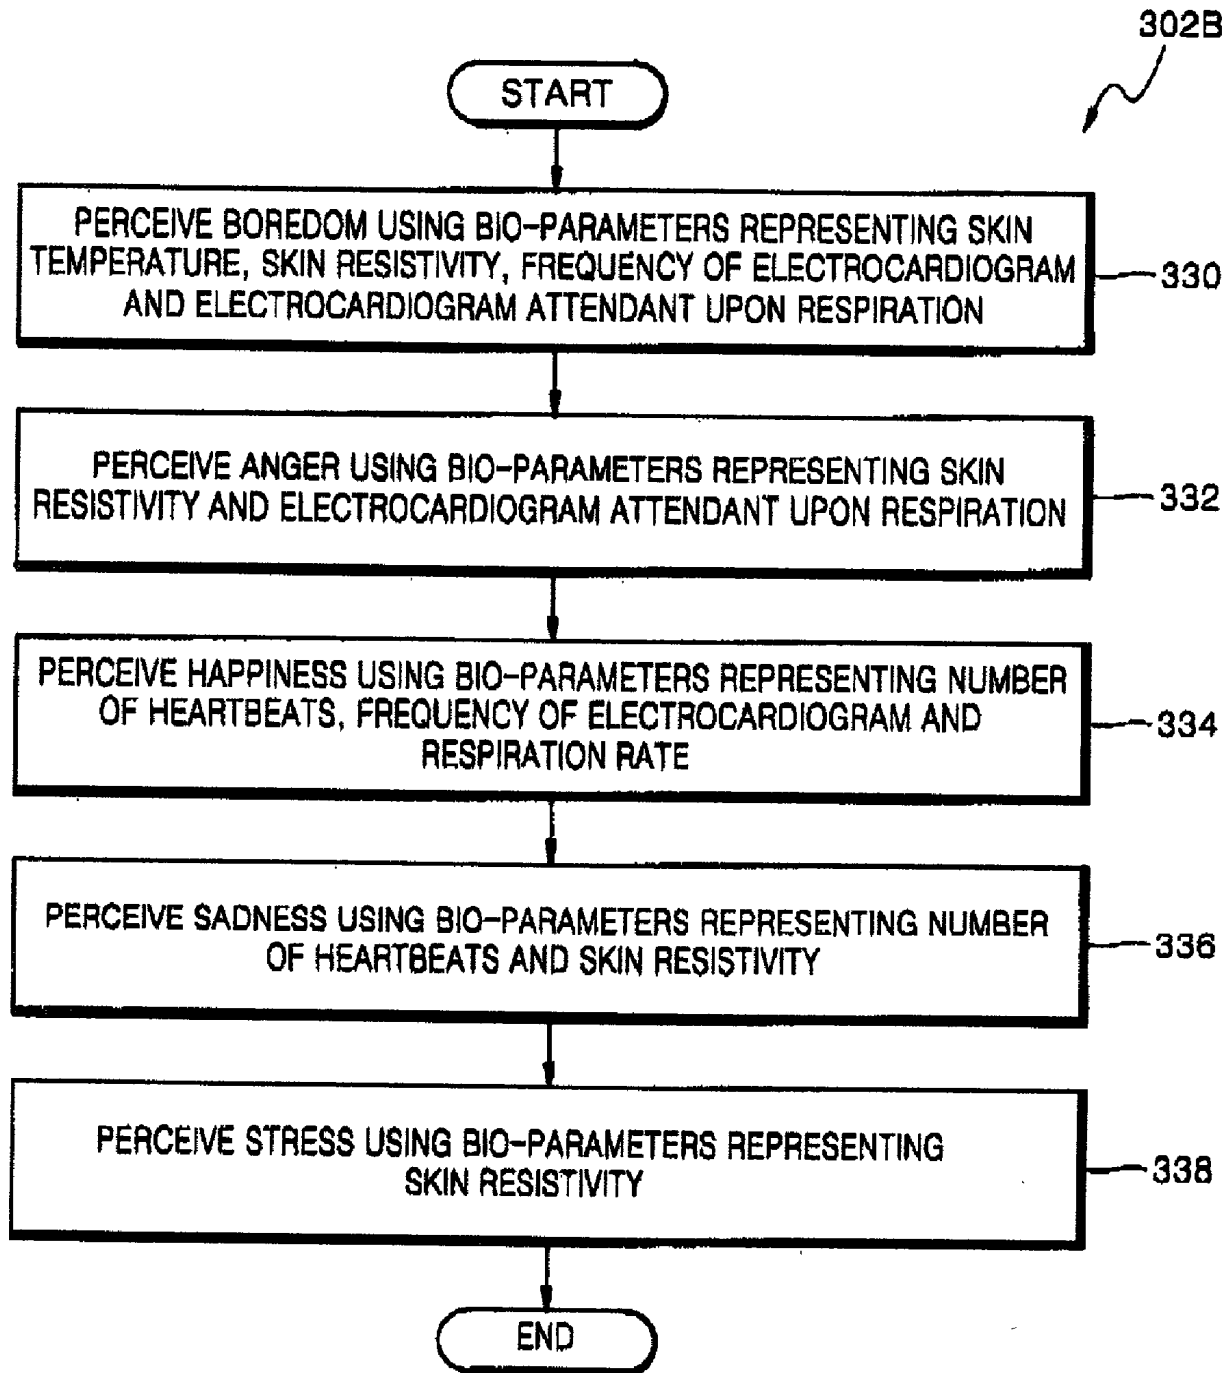 302B
START
PERCEIVE BOREDOM USING BIO-PARAMETERS REPRESENTING SKIN
TEMPERATURE, SKIN RESISTIVITY, FREQUENCY OF ELECTROCARDIOGRAM
AND ELECTROCARDIOGRAM ATTENDANT UPON RESPIRATION
330
PERCEIVE ANGER USING BIO-PARAMETERS REPRESENTING SKIN
RESISTIVITY AND ELECTROCARDIOGRAM ATTENDANT UPON RESPIRATION
332
PERCEIVE HAPPINESS USING BIO-PARAMETERS REPRESENTING NUMBER
OF HEARTBEATS, FREQUENCY OF ELECTROCARDIOGRAM AND
RESPIRATION RATE
334
PERCEIVE SADNESS USING BIO-PARAMETERS REPRESENTING NUMBER
OF HEARTBEATS AND SKIN RESISTIVITY
336
PERCEIVE STRESS USING BIO-PARAMETERS REPRESENTING
SKIN RESISTIVITY
338
END